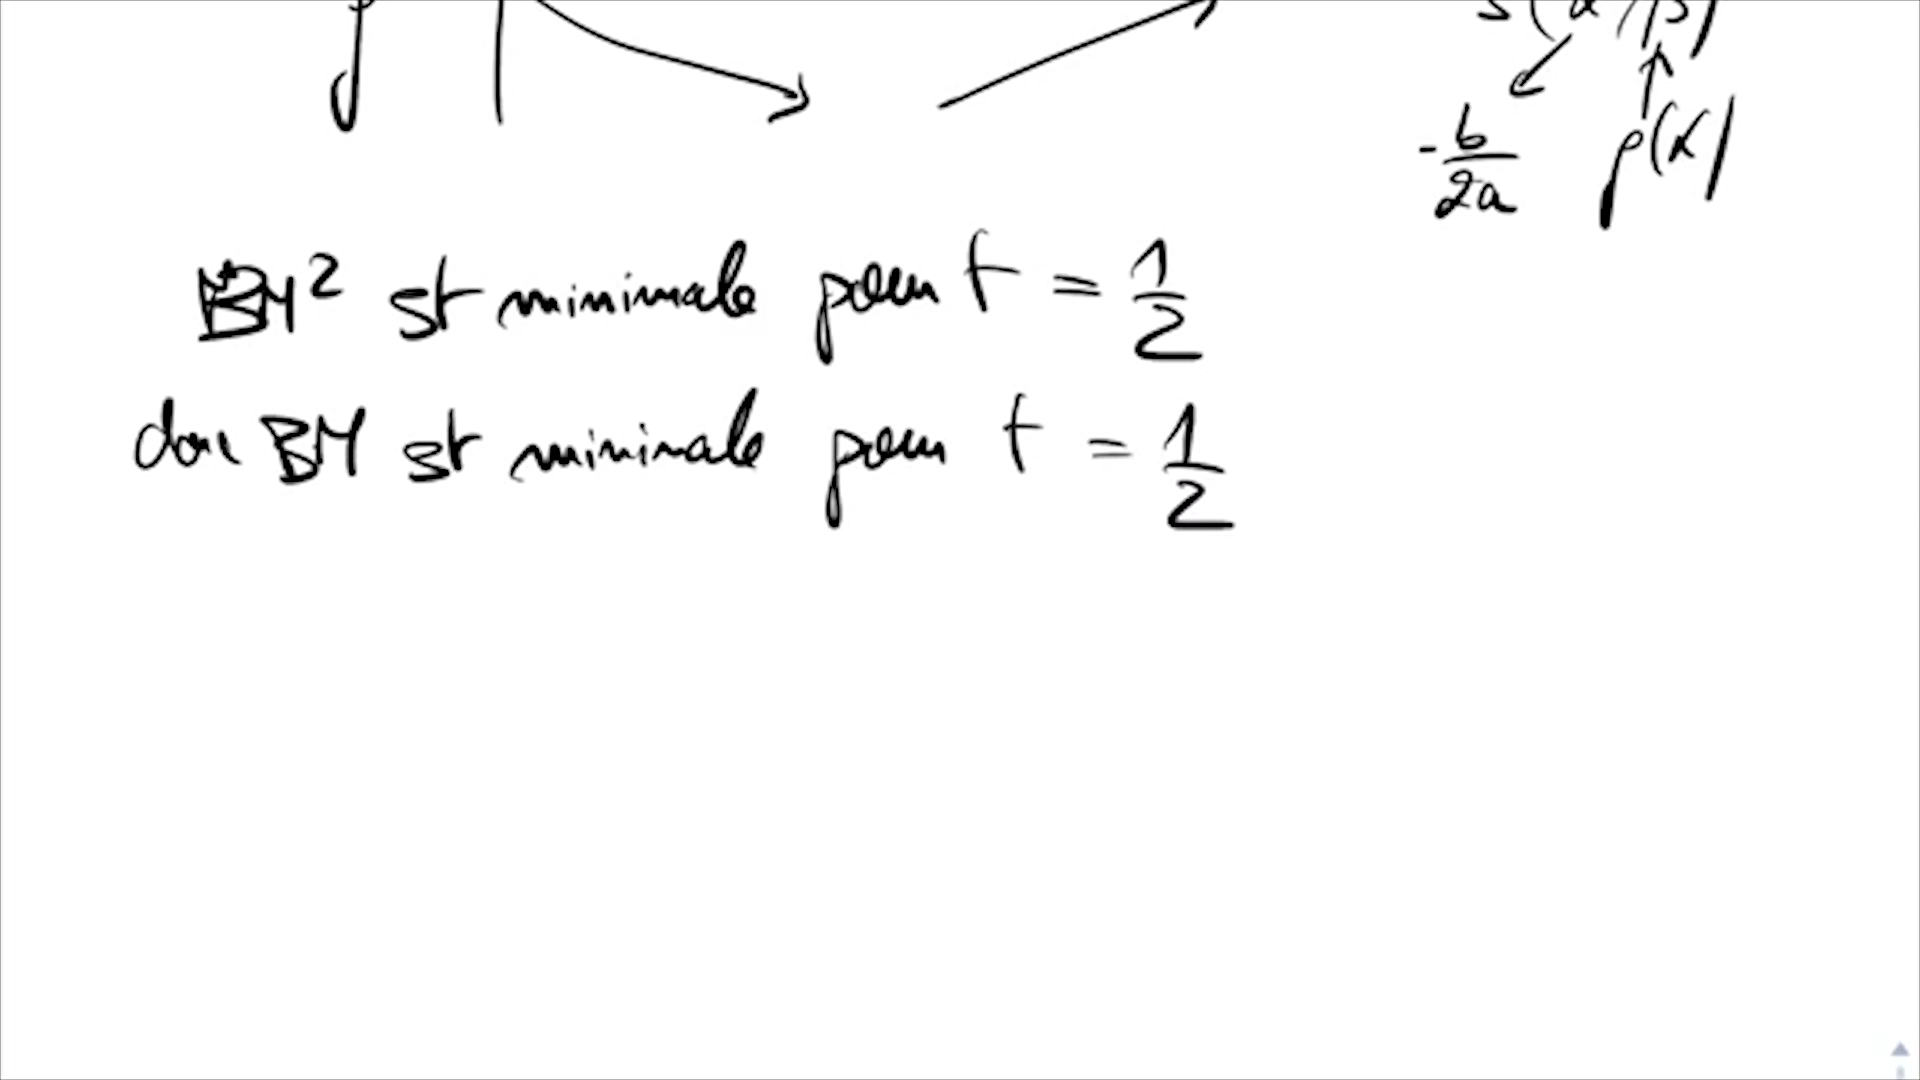 f
S(α, β)
-b/2a f(α)
BM² est minimale pour t = 1/2
donc BM est minimale pour t = 1/2